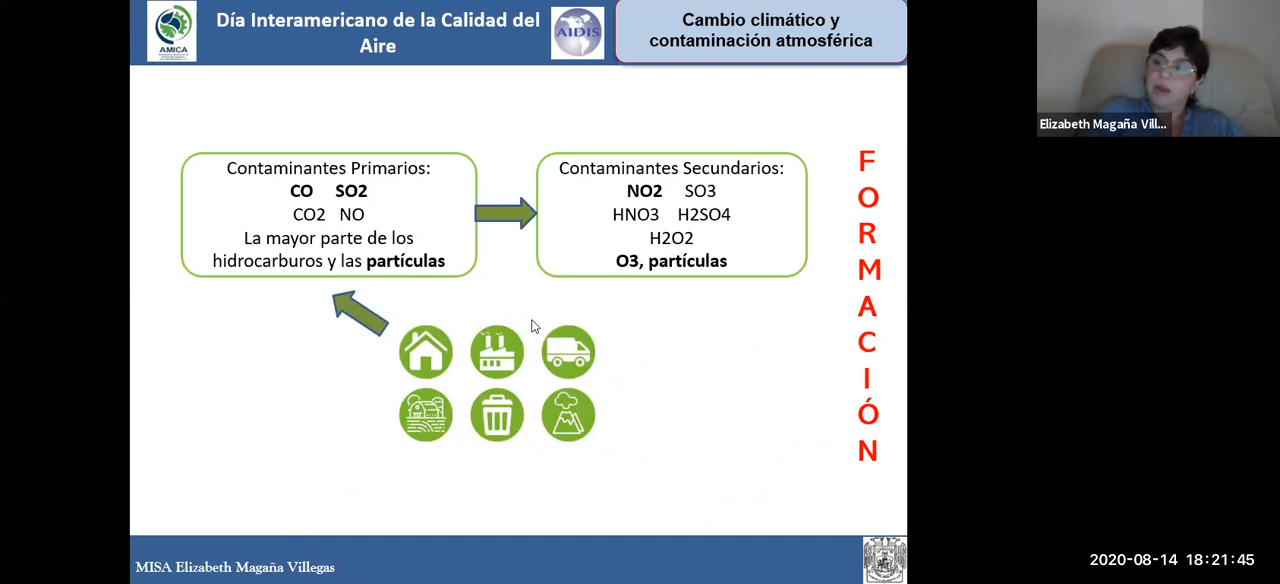 Día Interamericano de la Calidad del
Aire
AMICA
AIDIS
Cambio climático y
contaminación atmosférica
Elizabeth Magaña Vill...
Contaminantes Primarios:
CO SO2
CO2 NO
La mayor parte de los
hidrocarburos y las partículas
Contaminantes Secundarios:
NO2 SO3
HNO3 H2SO4
H2O2
O3, partículas
FORMACIÓN
MISA Elizabeth Magaña Villegas
2020-08-14 18:21:45